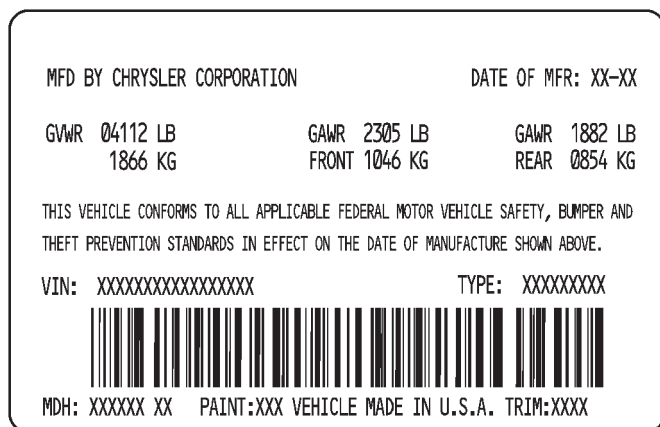 MFD BY CHRYSLER CORPORATION DATE OF MFR: XX-XX
GVWR 04112 LB GAWR 2305 LB GAWR 1882 LB
1866 KG FRONT 1046 KG REAR 0854 KG
THIS VEHICLE CONFORMS TO ALL APPLICABLE FEDERAL MOTOR VEHICLE SAFETY, BUMPER AND
THEFT PREVENTION STANDARDS IN EFFECT ON THE DATE OF MANUFACTURE SHOWN ABOVE.
VIN: XXXXXXXXXXXXXXXXX TYPE: XXXXXXXXX
MDH: XXXXXX XX PAINT:XXX VEHICLE MADE IN U.S.A. TRIM:XXXX